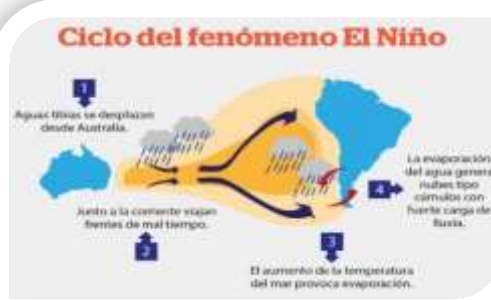 Ciclo del fenómeno El Niño
1
Aguas tibias se desplazan
desde Australia.
Junto a la corriente viajan
frentes de mal tiempo.
2
3
El aumento de la temperatura
del mar provoca evaporación.
La evaporación
del agua genera
nubes tipo
cúmulos con
fuerte carga de
lluvia.
4